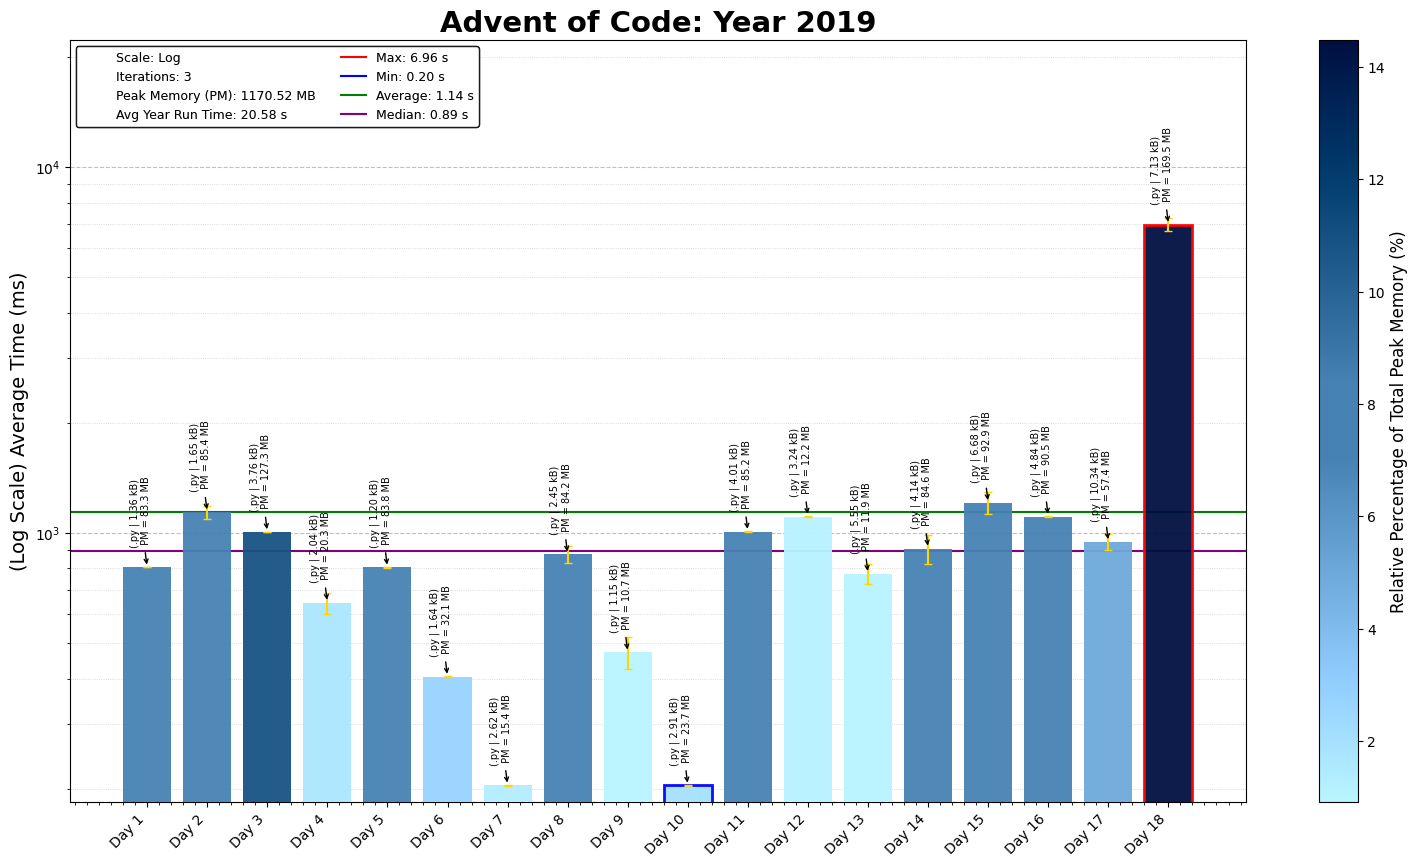 Advent of Code: Year 2019
Scale: Log
Iterations: 3
Peak Memory (PM): 1170.52 MB
Avg Year Run Time: 20.58 s
Max: 6.96 s
Min: 0.20 s
Average: 1.14 s
Median: 0.89 s
(Log Scale) Average Time (ms)
10⁴
10³
(.py | 1.36 kB)
PM = 83.3 MB
(.py | 1.65 kB)
PM = 85.4 MB
(.py | 3.76 kB)
PM = 127.3 MB
(.py | 2.04 kB)
PM = 20.3 MB
(.py | 1.20 kB)
PM = 83.8 MB
(.py | 1.64 kB)
PM = 32.1 MB
(.py | 2.62 kB)
PM = 15.4 MB
(.py | 2.45 kB)
PM = 84.2 MB
(.py | 1.15 kB)
PM = 10.7 MB
(.py | 2.91 kB)
PM = 23.7 MB
(.py | 4.01 kB)
PM = 85.2 MB
(.py | 3.24 kB)
PM = 12.2 MB
(.py | 5.55 kB)
PM = 11.9 MB
(.py | 4.14 kB)
PM = 84.6 MB
(.py | 6.68 kB)
PM = 92.9 MB
(.py | 4.84 kB)
PM = 90.5 MB
(.py | 10.34 kB)
PM = 57.4 MB
(.py | 7.13 kB)
PM = 169.5 MB
Day 1
Day 2
Day 3
Day 4
Day 5
Day 6
Day 7
Day 8
Day 9
Day 10
Day 11
Day 12
Day 13
Day 14
Day 15
Day 16
Day 17
Day 18
14
12
10
8
6
4
2
Relative Percentage of Total Peak Memory (%)